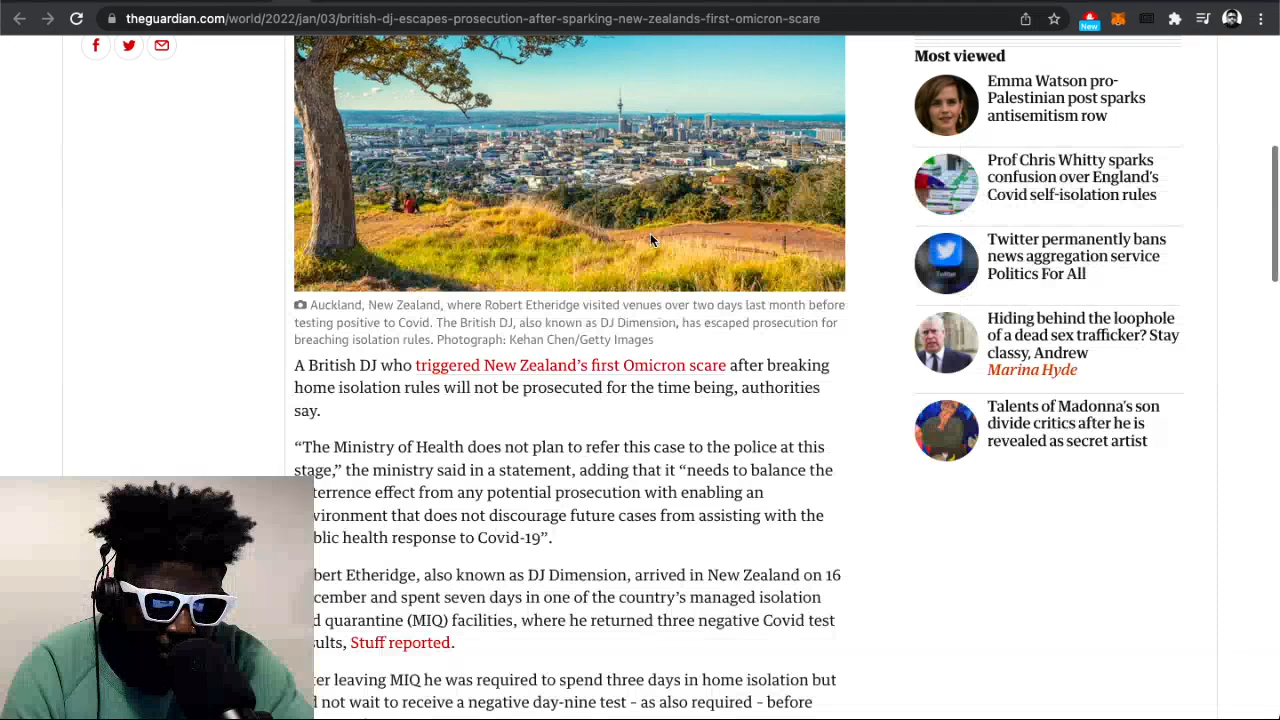 theguardian.com/world/2022/jan/03/british-dj-escapes-prosecution-after-sparking-new-zealands-first-omicron-scare
New
Auckland, New Zealand, where Robert Etheridge visited venues over two days last month before
testing positive to Covid. The British DJ, also known as DJ Dimension, has escaped prosecution for
breaching isolation rules. Photograph: Kehan Chen/Getty Images
A British DJ who triggered New Zealand’s first Omicron scare after breaking
home isolation rules will not be prosecuted for the time being, authorities
say.
“The Ministry of Health does not plan to refer this case to the police at this
stage,” the ministry said in a statement, adding that it “needs to balance the
terrence effect from any potential prosecution with enabling an
vironment that does not discourage future cases from assisting with the
blic health response to Covid-19”.
bert Etheridge, also known as DJ Dimension, arrived in New Zealand on 16
cember and spent seven days in one of the country’s managed isolation
d quarantine (MIQ) facilities, where he returned three negative Covid test
sults, Stuff reported.
ter leaving MIQ he was required to spend three days in home isolation but
d not wait to receive a negative day-nine test – as also required – before
Most viewed
Emma Watson pro-
Palestinian post sparks
antisemitism row
Prof Chris Whitty sparks
confusion over England’s
Covid self-isolation rules
Twitter permanently bans
news aggregation service
Politics For All
Hiding behind the loophole
of a dead sex trafficker? Stay
classy, Andrew
Marina Hyde
Talents of Madonna’s son
divide critics after he is
revealed as secret artist